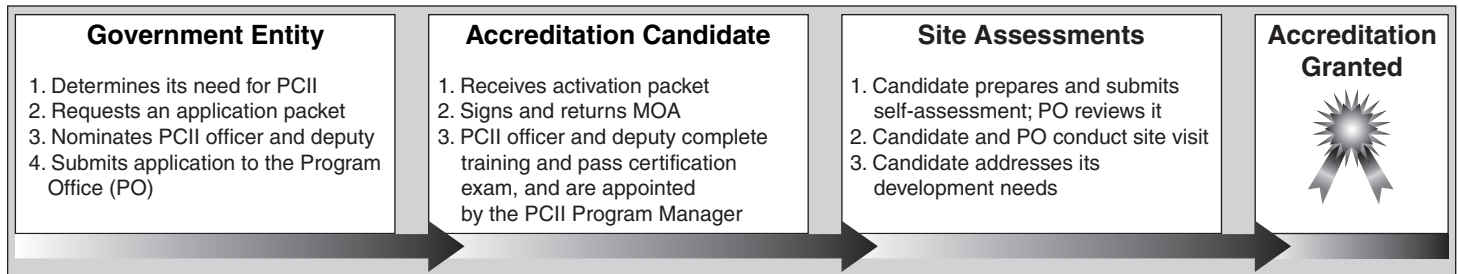 Government Entity
1. Determines its need for PCII
2. Requests an application packet
3. Nominates PCII officer and deputy
4. Submits application to the Program
Office (PO)
Accreditation Candidate
1. Receives activation packet
2. Signs and returns MOA
3. PCII officer and deputy complete
training and pass certification
exam, and are appointed
by the PCII Program Manager
Site Assessments
1. Candidate prepares and submits
self-assessment; PO reviews it
2. Candidate and PO conduct site visit
3. Candidate addresses its
development needs
Accreditation
Granted